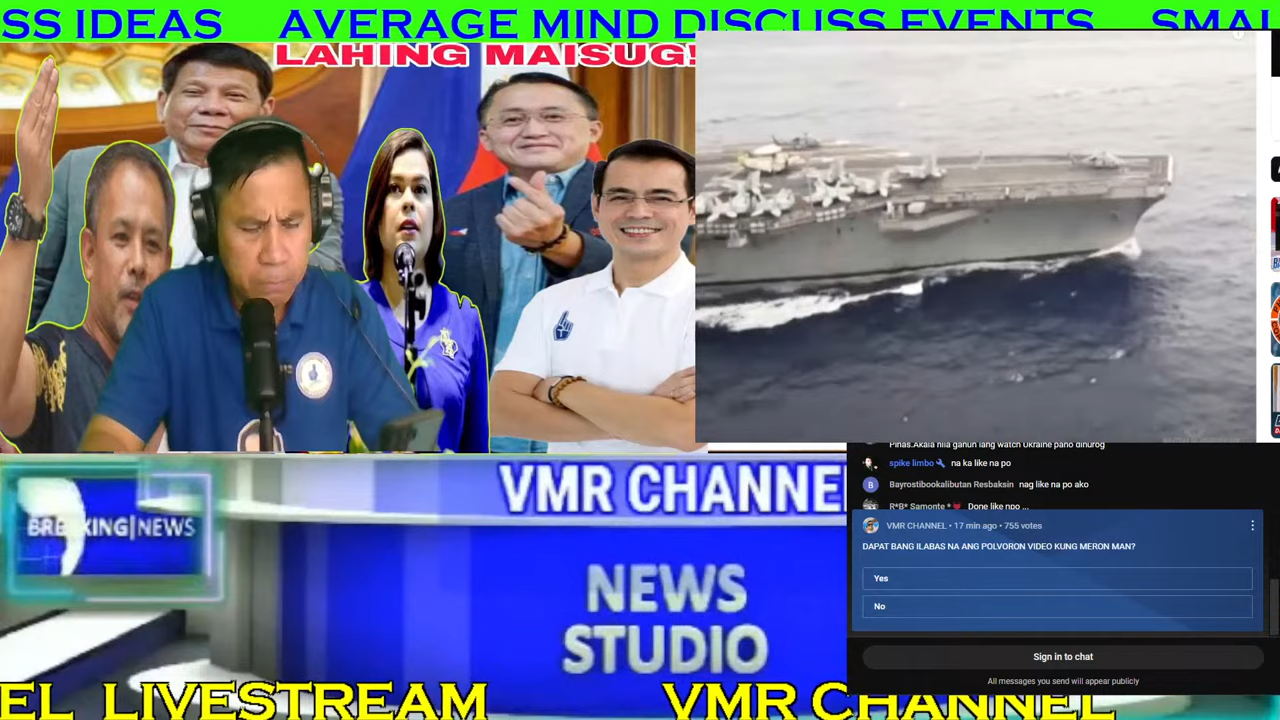 SS IDEAS AVERAGE MIND DISCUSS EVENTS SMAL
LAHING MAISUG!
BREAKING|NEWS
VMR CHANNE
NEWS
STUDIO
Pinas.Akala nila ganun lang watch Ukraine pano dinurog
spike limbo na ka like na po
Bayrostibookalibutan Resbaksin nag like na po ako
R*B* Samonte * Done like npo ...
VMR CHANNEL • 17 min ago • 755 votes
DAPAT BANG ILABAS NA ANG POLVORON VIDEO KUNG MERON MAN?
Yes
No
Sign in to chat
All messages you send will appear publicly
EL LIVESTREAM VMR CHANNEL